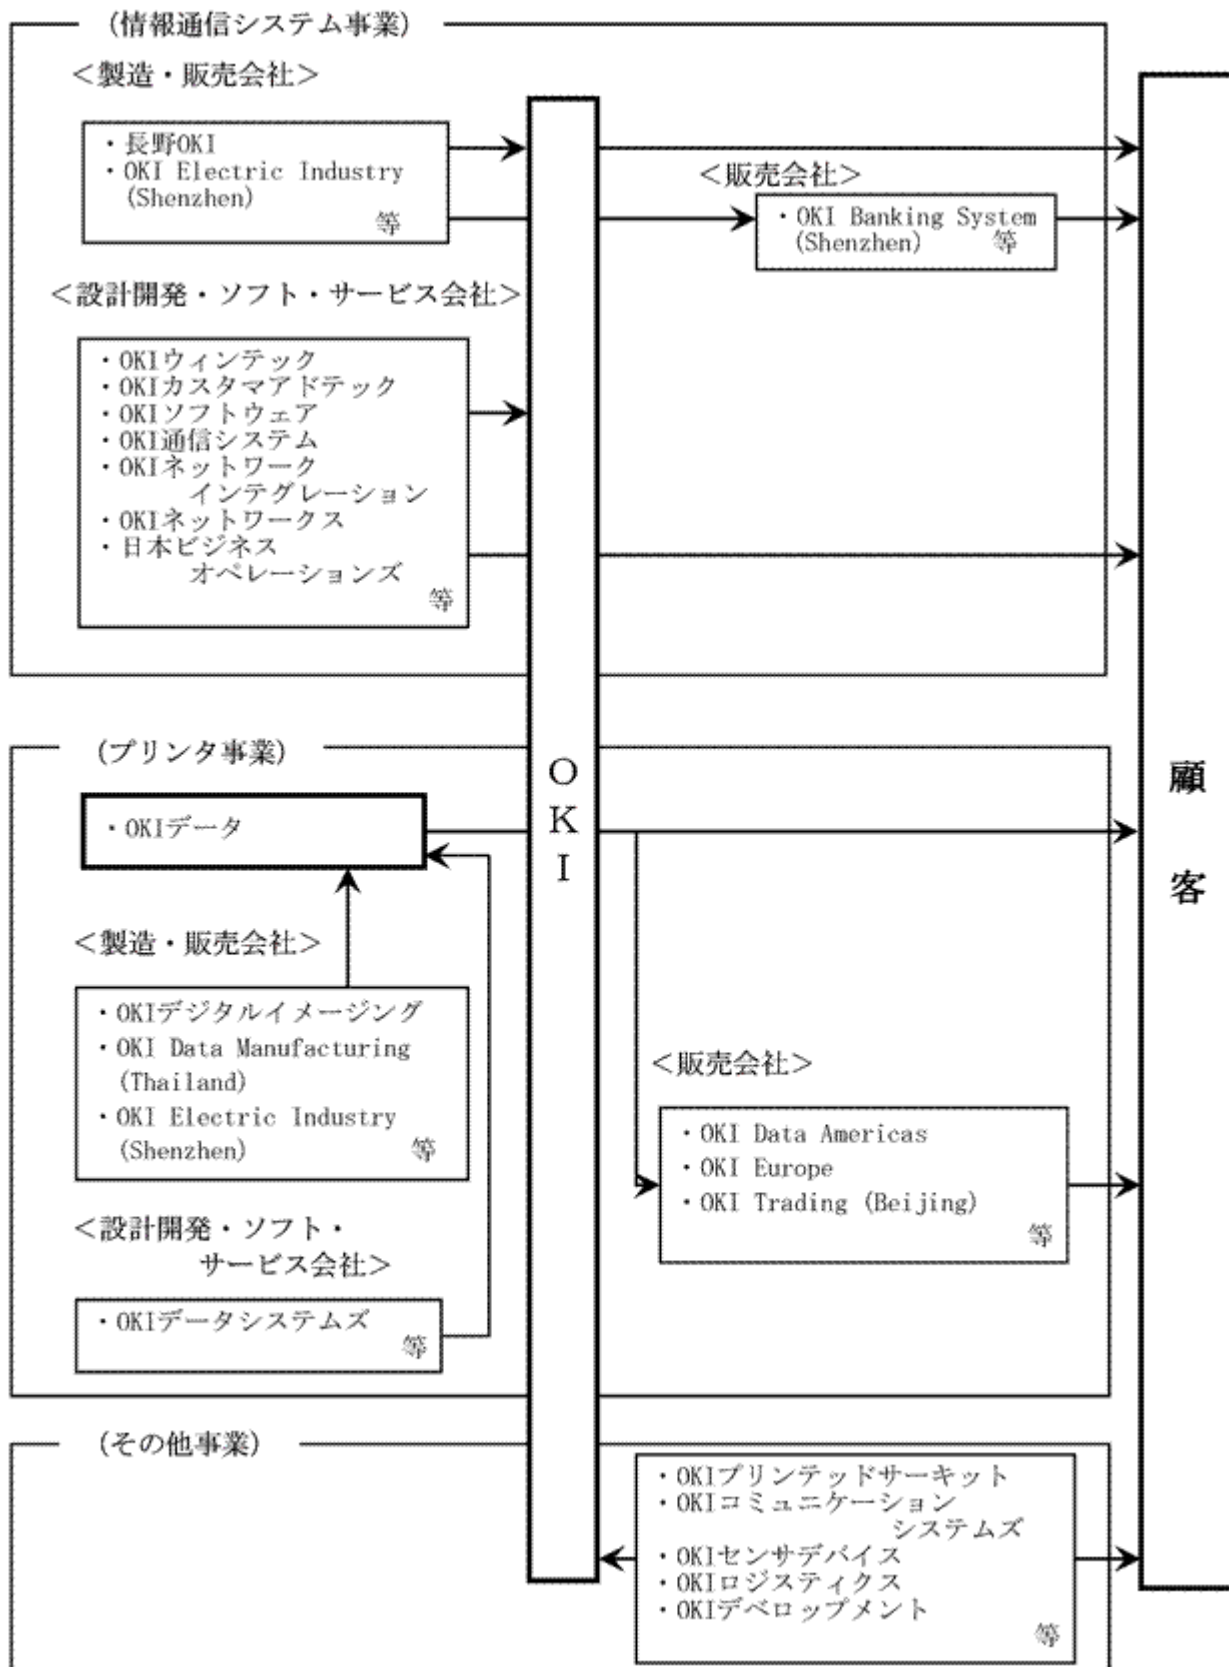 (情報通信システム事業)
<製造・販売会社>
・長野OKI
・OKI Electric Industry
(Shenzhen)
等
<販売会社>
・OKI Banking System
(Shenzhen) 等
<設計開発・ソフト・サービス会社>
・OKIウィンテック
・OKIカスタマアドテック
・OKIソフトウェア
・OKI通信システム
・OKIネットワーク
インテグレーション
・OKIネットワークス
・日本ビジネス
オペレーションズ
等
OKI
顧客
(プリンタ事業)
・OKIデータ
<製造・販売会社>
・OKIデジタルイメージング
・OKI Data Manufacturing
(Thailand)
・OKI Electric Industry
(Shenzhen) 等
<販売会社>
・OKI Data Americas
・OKI Europe
・OKI Trading (Beijing)
等
<設計開発・ソフト・
サービス会社>
・OKIデータシステムズ
等
(その他事業)
・OKIプリンテッドサーキット
・OKIコミュニケーション
システムズ
・OKIセンサデバイス
・OKIロジスティクス
・OKIデベロップメント
等